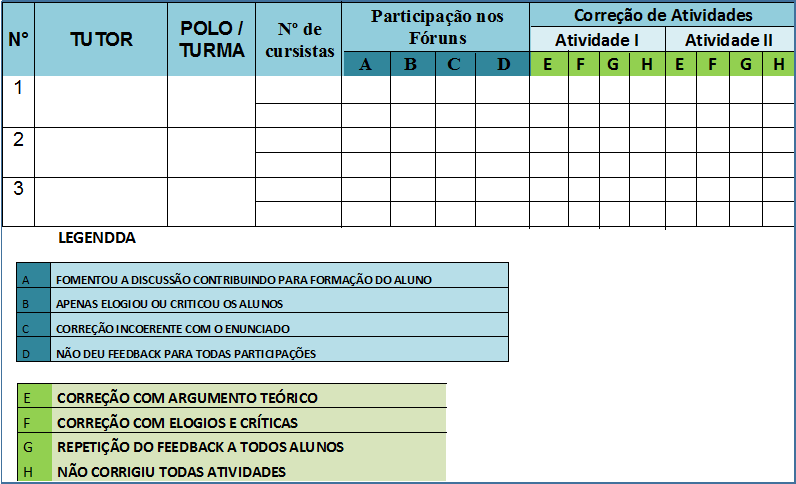 N° TUTOR POLO / TURMA Nº de cursistas Participação nos Fóruns Correção de Atividades
Atividade I Atividade II
A B C D E F G H E F G H
1
2
3
LEGENDDA
A FOMENTOU A DISCUSSÃO CONTRIBUINDO PARA FORMAÇÃO DO ALUNO
B APENAS ELOGIOU OU CRITICOU OS ALUNOS
C CORREÇÃO INCOERENTE COM O ENUNCIADO
D NÃO DEU FEEDBACK PARA TODAS PARTICIPAÇÕES
E CORREÇÃO COM ARGUMENTO TEÓRICO
F CORREÇÃO COM ELOGIOS E CRÍTICAS
G REPETIÇÃO DO FEEDBACK A TODOS ALUNOS
H NÃO CORRIGIU TODAS ATIVIDADES